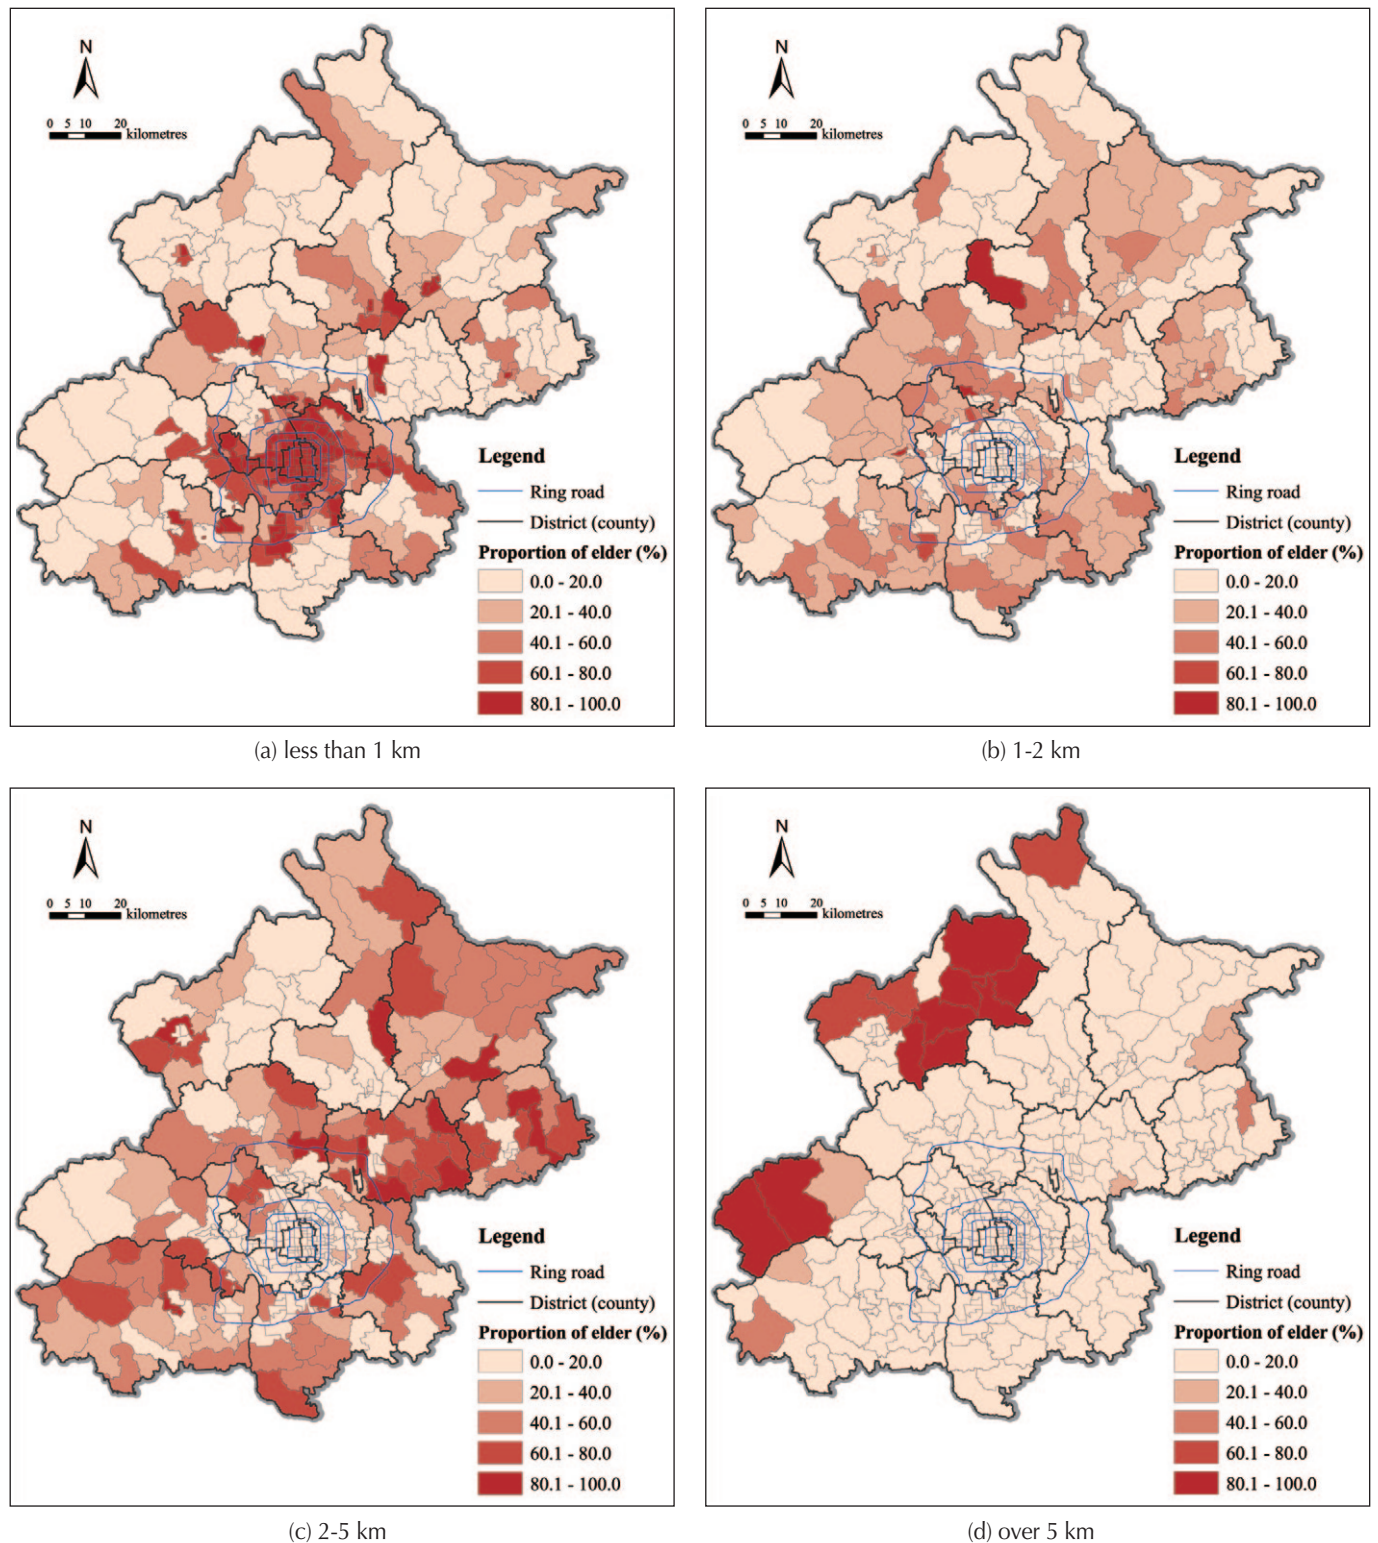 N
0 5 10 20
kilometres
Legend
Ring road
District (county)
Proportion of elder (%)
0.0 - 20.0
20.1 - 40.0
40.1 - 60.0
60.1 - 80.0
80.1 - 100.0
(a) less than 1 km
N
0 5 10 20
kilometres
Legend
Ring road
District (county)
Proportion of elder (%)
0.0 - 20.0
20.1 - 40.0
40.1 - 60.0
60.1 - 80.0
80.1 - 100.0
(b) 1-2 km
N
0 5 10 20
kilometres
Legend
Ring road
District (county)
Proportion of elder (%)
0.0 - 20.0
20.1 - 40.0
40.1 - 60.0
60.1 - 80.0
80.1 - 100.0
(c) 2-5 km
N
0 5 10 20
kilometres
Legend
Ring road
District (county)
Proportion of elder (%)
0.0 - 20.0
20.1 - 40.0
40.1 - 60.0
60.1 - 80.0
80.1 - 100.0
(d) over 5 km